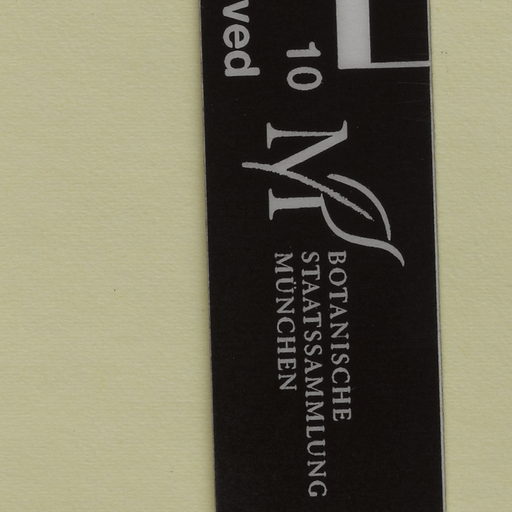 10
ved
BOTANISCHE
STAATSSAMMLUNG
MÜNCHEN